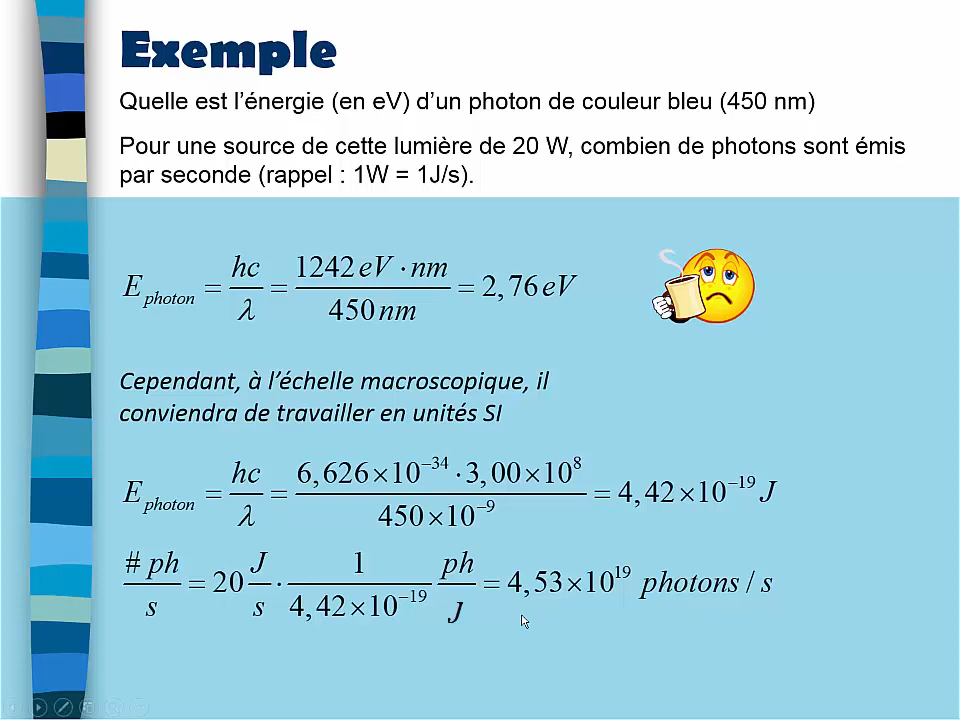 Exemple
Quelle est l'énergie (en eV) d'un photon de couleur bleu (450 nm)
Pour une source de cette lumière de 20 W, combien de photons sont émis
par seconde (rappel : 1W = 1J/s).
E_photon = hc/λ = 1242 eV · nm / 450 nm = 2,76 eV
Cependant, à l'échelle macroscopique, il
conviendra de travailler en unités SI
E_photon = hc/λ = 6,626×10^−34 · 3,00×10^8 / 450×10^−9 = 4,42×10^−19 J
# ph/s = 20 J/s · 1/4,42×10^−19 ph/J = 4,53×10^19 photons / s